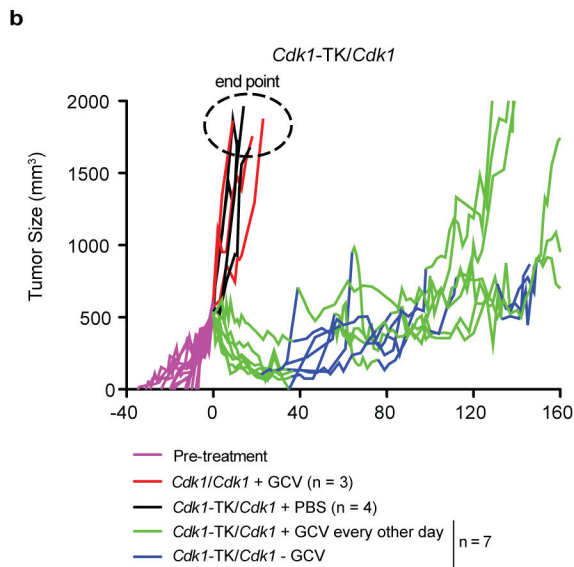 b
Cdk1-TK/Cdk1
end point
2000
1500
1000
500
0
Tumor Size (mm³)
-40 0 40 80 120 160
Pre-treatment
Cdk1/Cdk1 + GCV (n = 3)
Cdk1-TK/Cdk1 + PBS (n = 4)
Cdk1-TK/Cdk1 + GCV every other day
Cdk1-TK/Cdk1 - GCV
n = 7